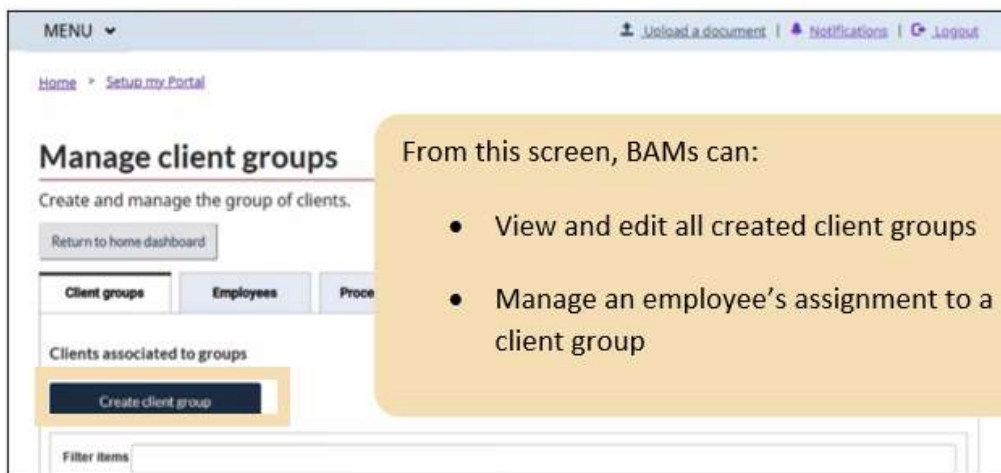 MENU
Upload a document | Notifications | Logout
Home > Setup my Portal
Manage client groups
Create and manage the group of clients.
Return to home dashboard
Client groups Employees
Clients associated to groups
Create client group
Filter items
From this screen, BAMs can:
• View and edit all created client groups
• Manage an employee's assignment to a
client group